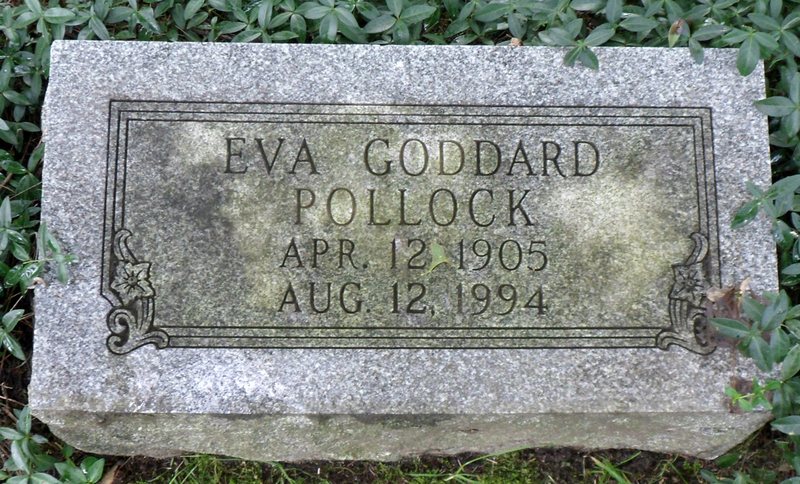 EVA GODDARD
POLLOCK
APR. 12, 1905
AUG. 12, 1994